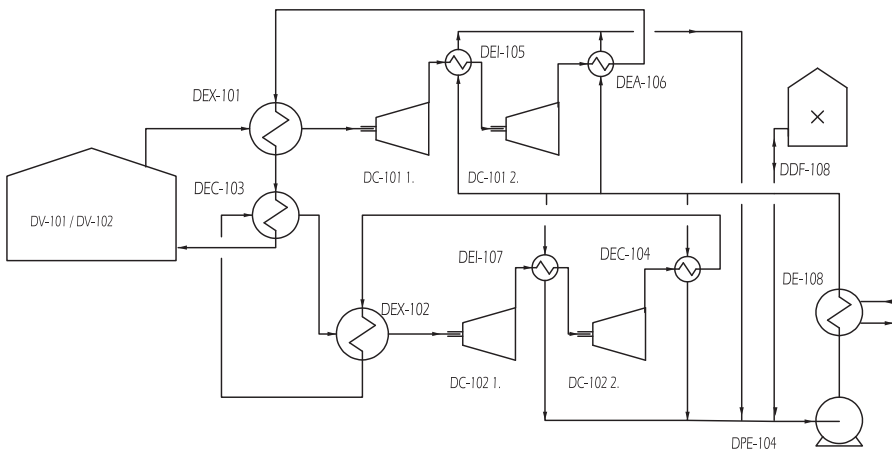 DEI-105
DEX-101
DEA-106
DDF-108
DC-101 1.
DC-101 2.
DEC-103
DV-101 / DV-102
DEI-107
DEC-104
DE-108
DEX-102
DC-102 1.
DC-102 2.
DPE-104